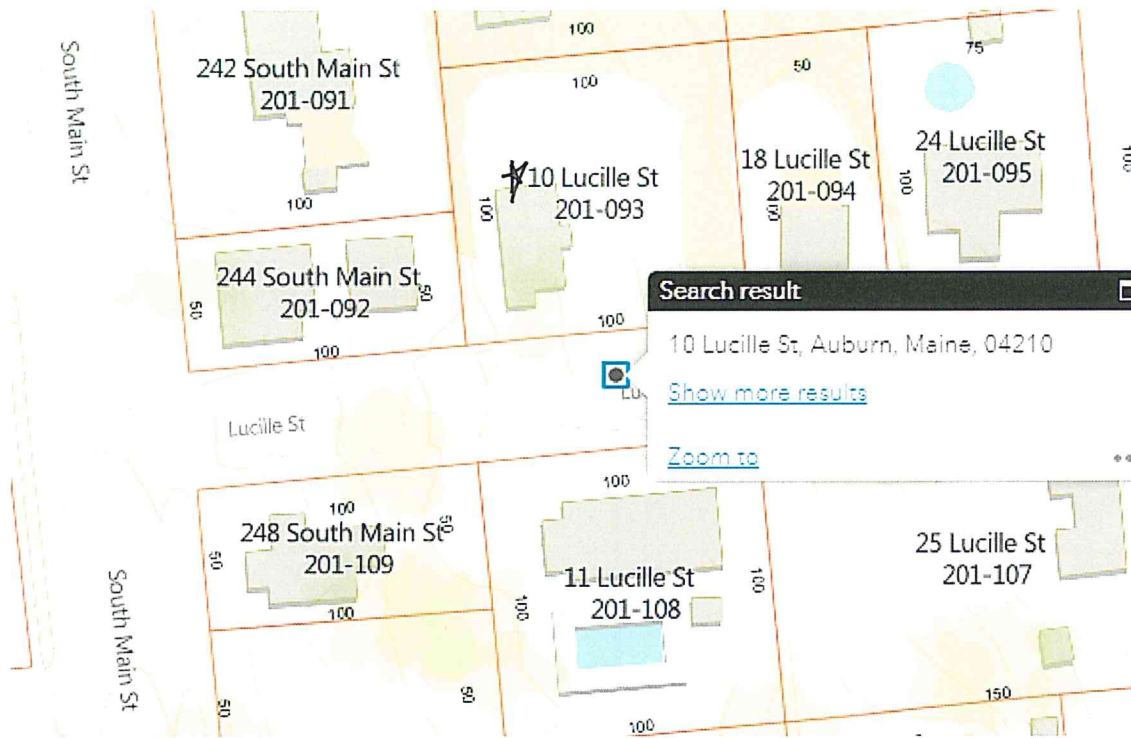 100
75
50
100
242 South Main St
201-091
South Main St
100
24 Lucille St
201-095
100
18 Lucille St
201-094
100
10 Lucille St
201-093
100
100
244 South Main St
201-092
50
50
100
100
Search result
10 Lucille St, Auburn, Maine, 04210
Show more results
Zoom to
Lucille St
100
100
50
248 South Main St
201-109
50
100
11 Lucille St
201-108
100
100
25 Lucille St
201-107
South Main St
50
50
100
150